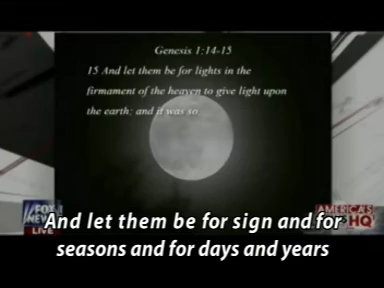 Genesis 1:14-15
15 And let them be for lights in the
firmament of the heaven to give light upon
the earth: and it was so.
FOX
NEWS
LIVE
AMERICA'S
HQ
And let them be for sign and for
seasons and for days and years